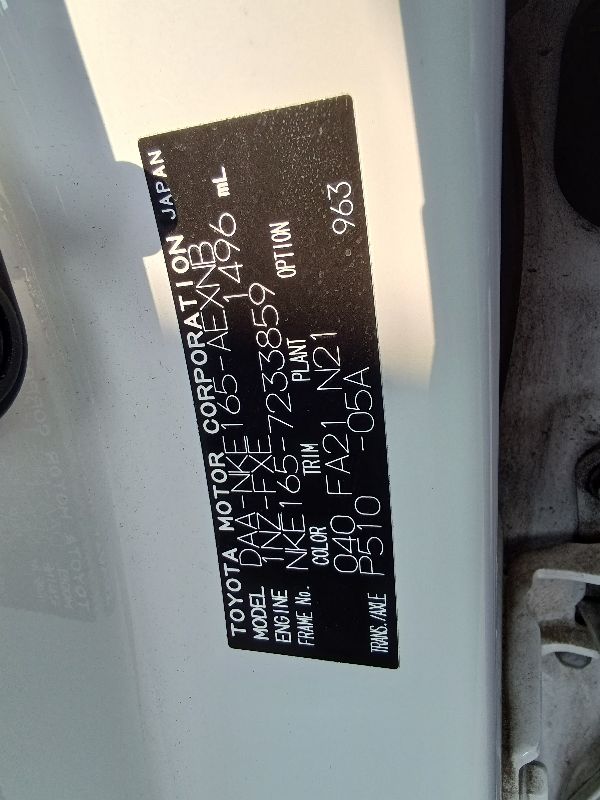 TOYOTA MOTOR CORPORATION JAPAN
MODEL DAA-NKE165-AEXNB
ENGINE 1NZ-FXE 1496 mL
FRAME No. NKE165-7233859
COLOR TRIM PLANT OPTION
040 FA21 N21 963
TRANS./AXLE P510 -05A